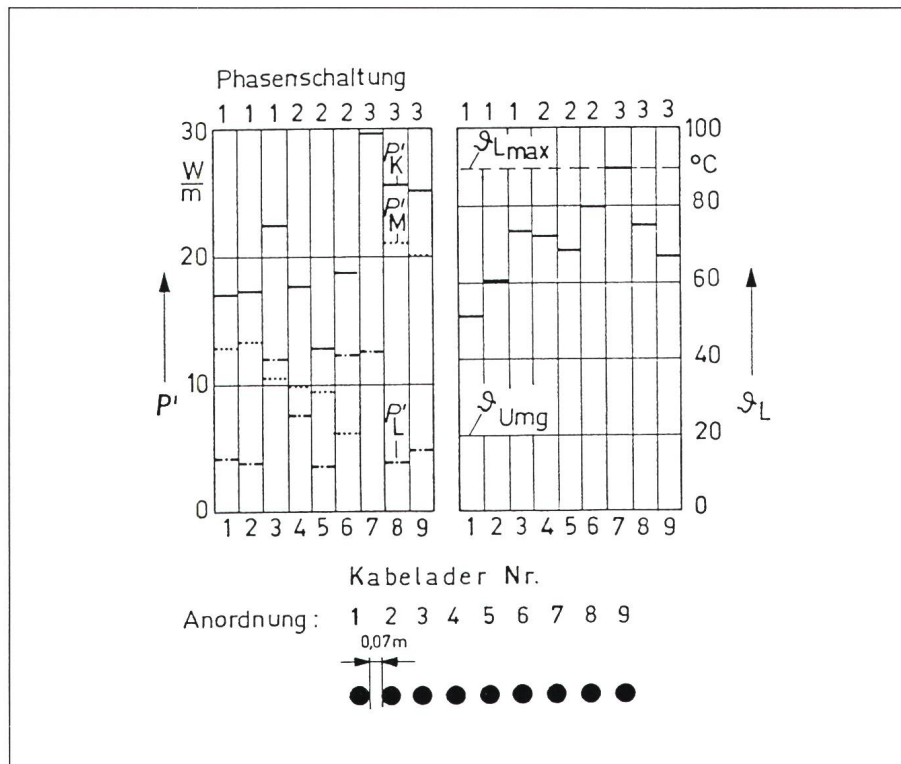 Phasenschaltung
1 1 1 2 2 2 3 3 3
1 1 1 2 2 2 3 3 3
30
W/m
20
10
0
P'
P'K
P'M
P'L
1 2 3 4 5 6 7 8 9
100
°C
80
60
40
20
0
ϑLmax
ϑUmg
ϑL
1 2 3 4 5 6 7 8 9
Kabelader Nr.
Anordnung: 1 2 3 4 5 6 7 8 9
0,07m